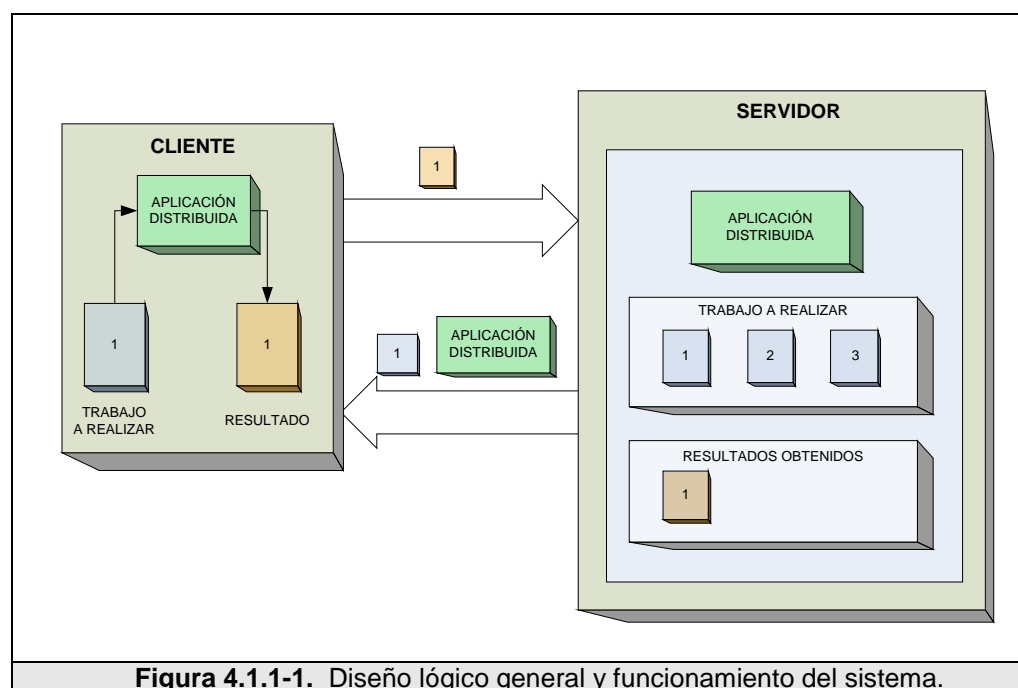 CLIENTE
APLICACIÓN
DISTRIBUIDA
1
1
TRABAJO
A REALIZAR
RESULTADO
1
1
APLICACIÓN
DISTRIBUIDA
SERVIDOR
APLICACIÓN
DISTRIBUIDA
TRABAJO A REALIZAR
1
2
3
RESULTADOS OBTENIDOS
1
Figura 4.1.1-1. Diseño lógico general y funcionamiento del sistema.